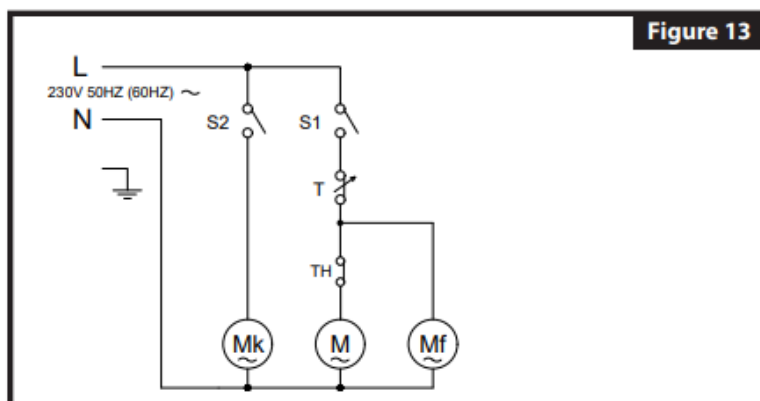 Figure 13
L
230V 50HZ (60HZ) ~
N
S2
S1
T
TH
Mk
M
Mf